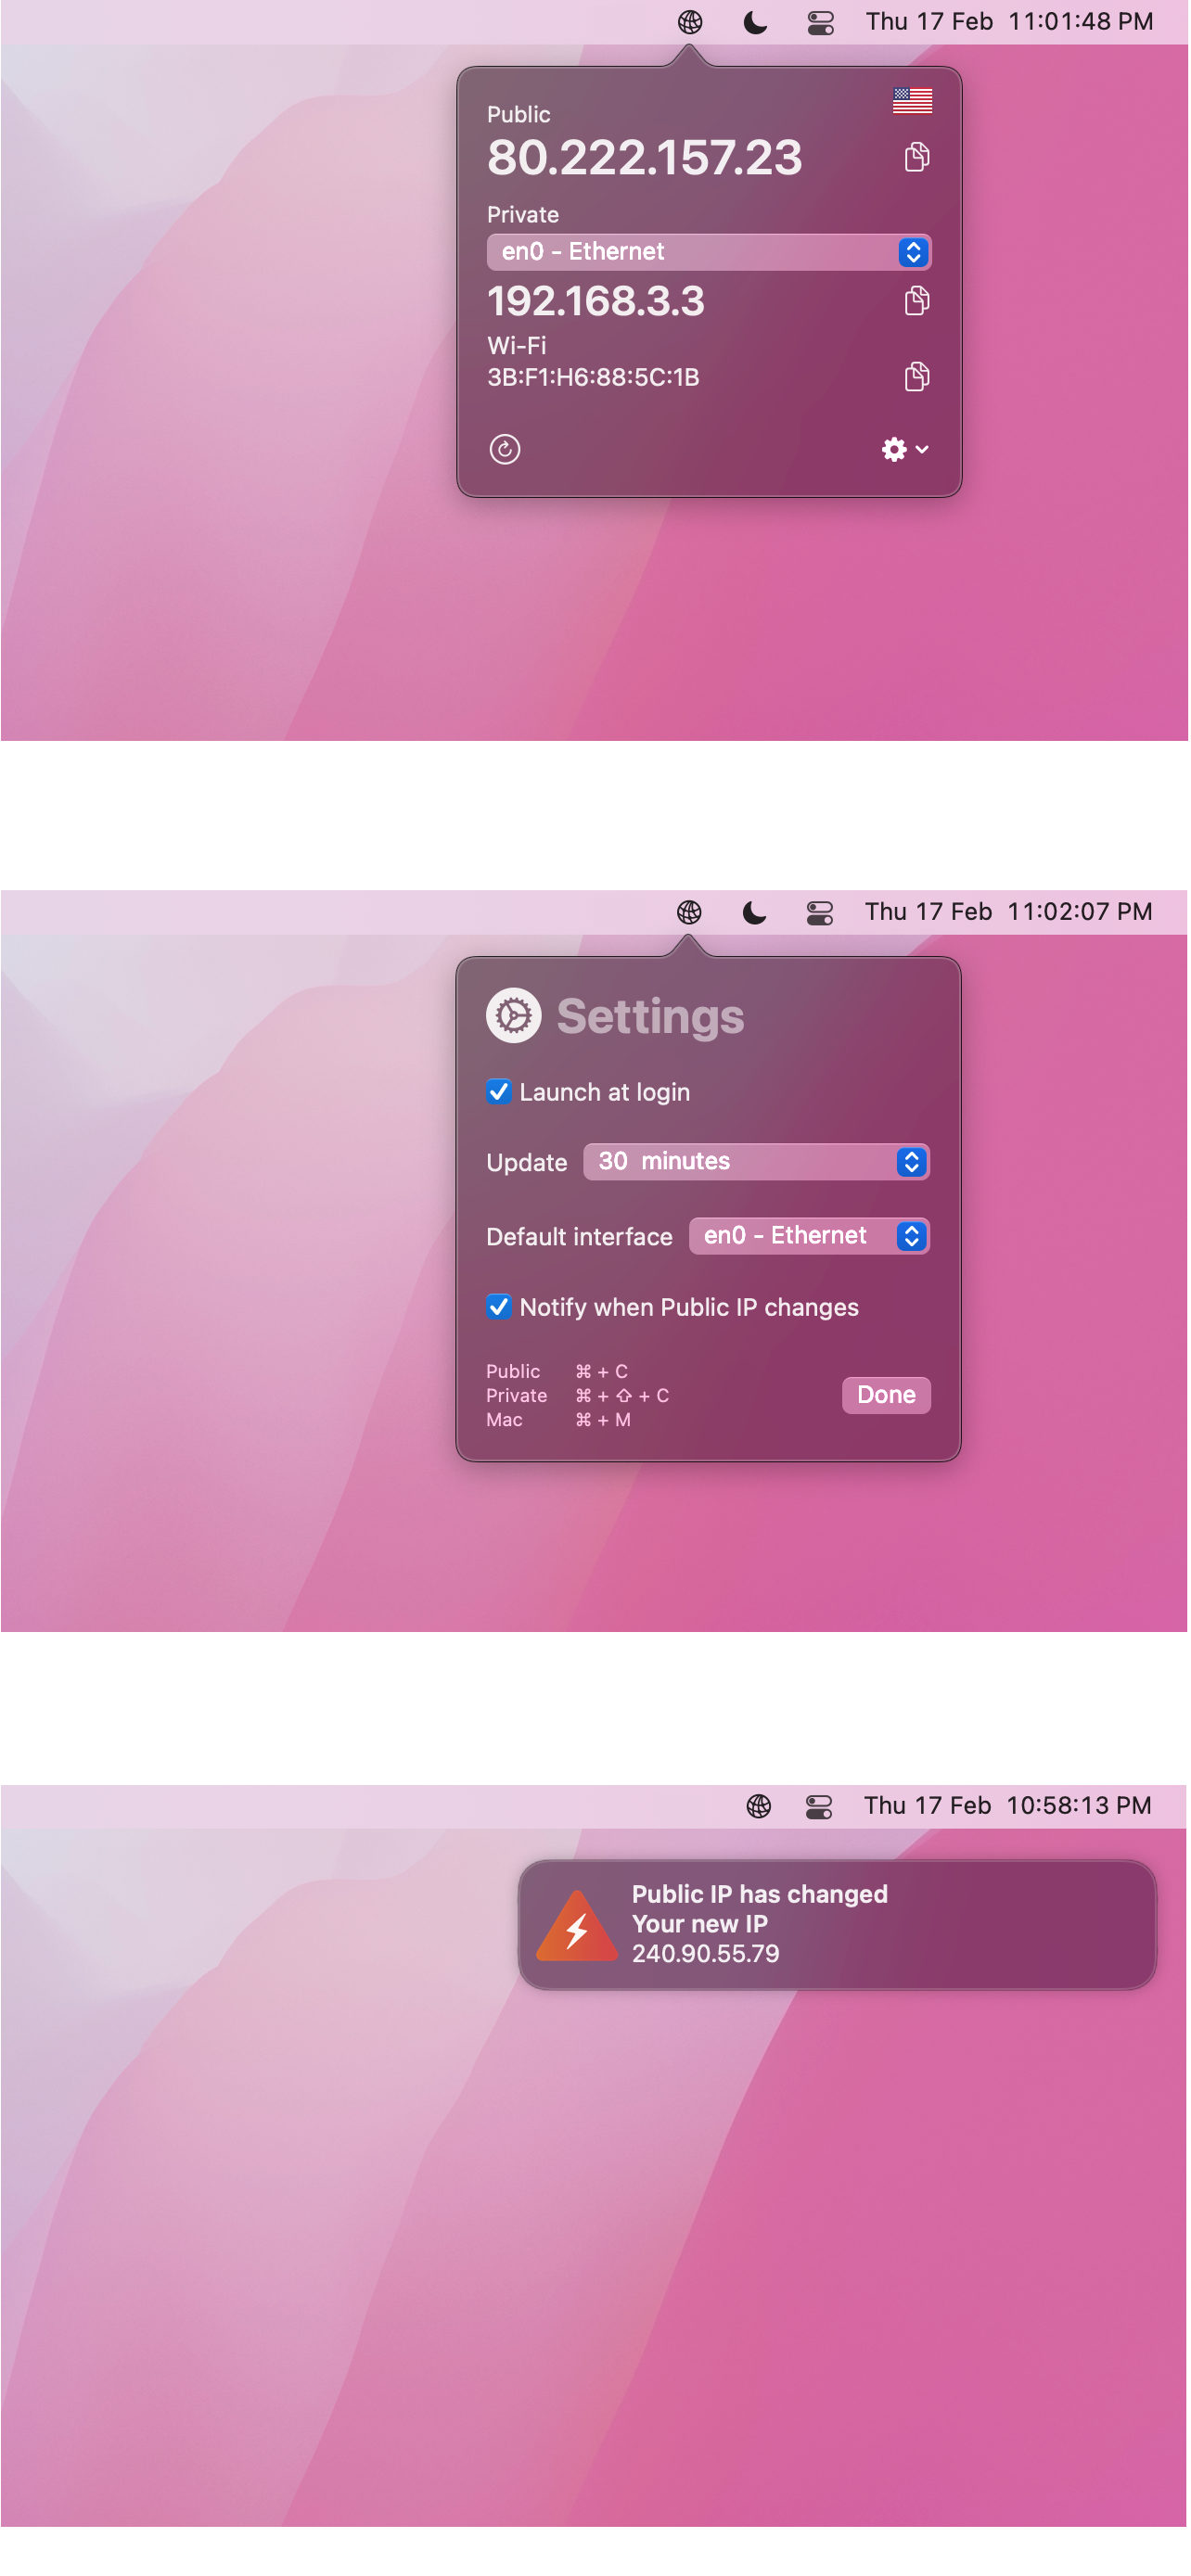 Thu 17 Feb 11:01:48 PM
Public
80.222.157.23
Private
en0 - Ethernet
192.168.3.3
Wi-Fi
3B:F1:H6:88:5C:1B
Thu 17 Feb 11:02:07 PM
Settings
Launch at login
Update 30 minutes
Default interface en0 - Ethernet
Notify when Public IP changes
Public ⌘ + C
Private ⌘ + ⇧ + C
Mac ⌘ + M
Done
Thu 17 Feb 10:58:13 PM
Public IP has changed
Your new IP
240.90.55.79